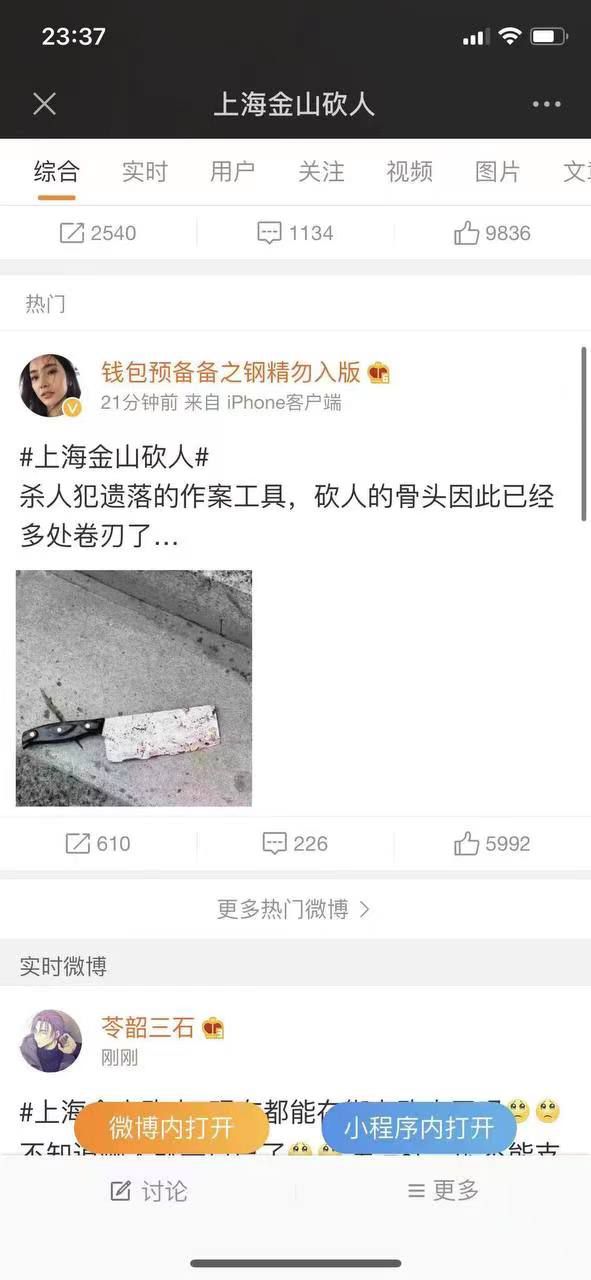 23:37
上海金山砍人
综合 实时 用户 关注 视频 图片
2540 1134 9836
热门
钱包预备备之钢精勿入版
21分钟前 来自 iPhone客户端
#上海金山砍人#
杀人犯遗落的作案工具，砍人的骨头因此已经
多处卷刃了...
610 226 5992
更多热门微博 >
实时微博
苓韶三石
刚刚
#上海
都能在
微博内打开 小程序内打开
讨论 更多